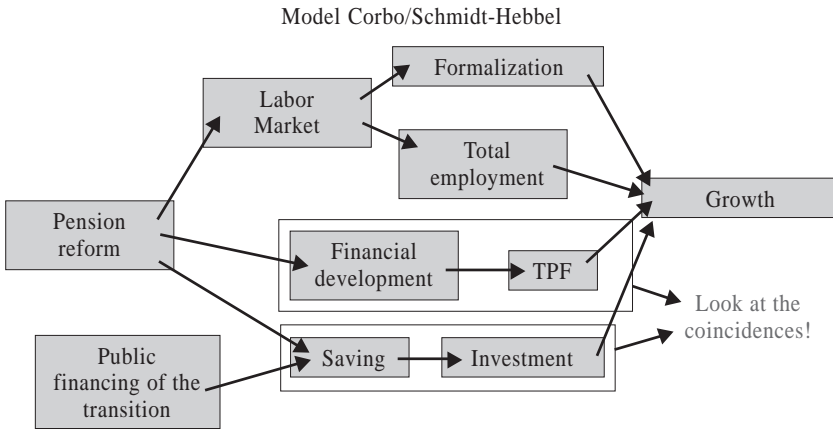 Model Corbo/Schmidt-Hebbel
Formalization
Labor
Market
Total
employment
Growth
Pension
reform
Financial
development
TPF
Look at the
coincidences!
Public
financing of the
transition
Saving
Investment